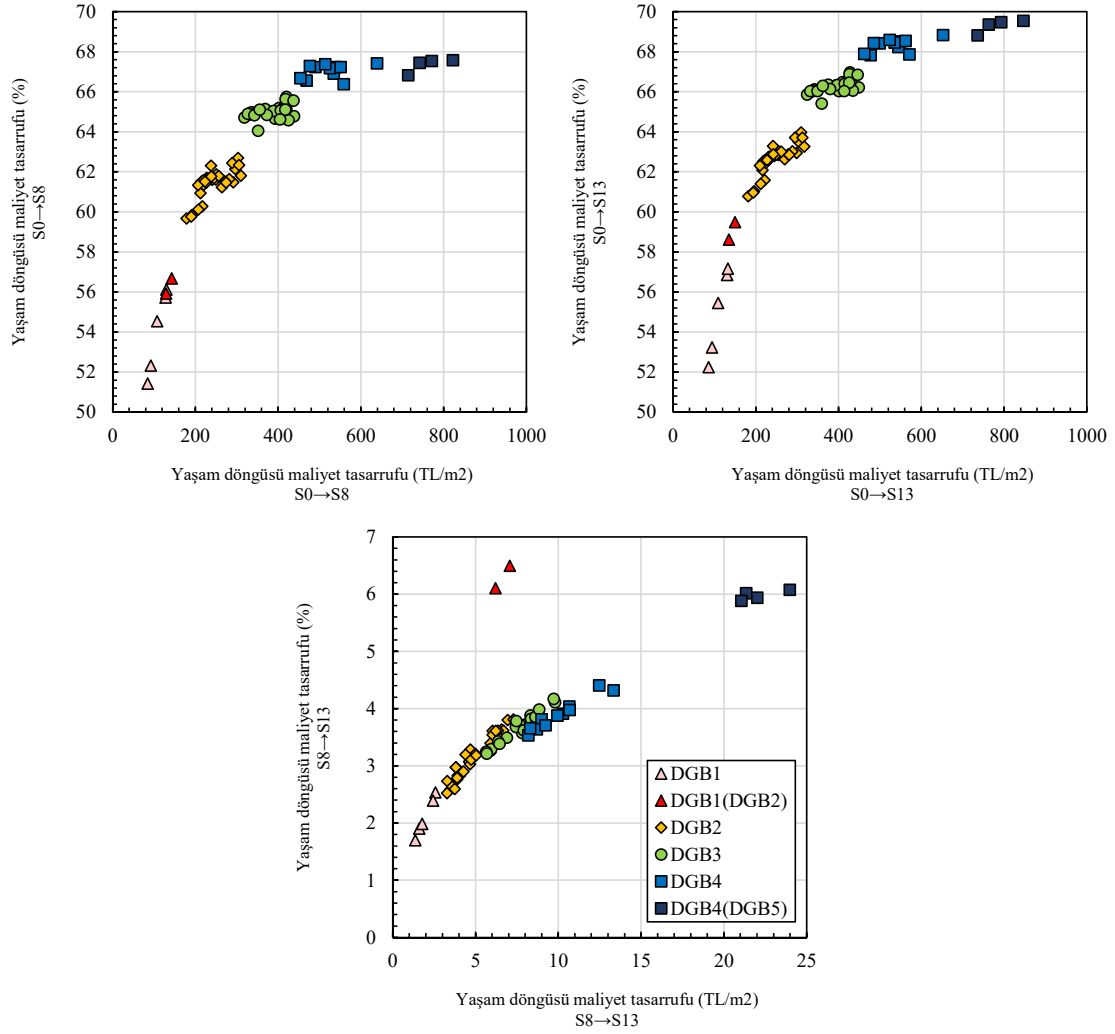 70
68
66
64
62
60
58
56
54
52
50
Yaşam döngüsü maliyet tasarrufu (%)
S0→S8
0 200 400 600 800 1000
Yaşam döngüsü maliyet tasarrufu (TL/m2)
S0→S8
70
68
66
64
62
60
58
56
54
52
50
Yaşam döngüsü maliyet tasarrufu (%)
S0→S13
0 200 400 600 800 1000
Yaşam döngüsü maliyet tasarrufu (TL/m2)
S0→S13
7
6
5
4
3
2
1
0
Yaşam döngüsü maliyet tasarrufu (%)
S8→S13
DGB1
DGB1(DGB2)
DGB2
DGB3
DGB4
DGB4(DGB5)
0 5 10 15 20 25
Yaşam döngüsü maliyet tasarrufu (TL/m2)
S8→S13